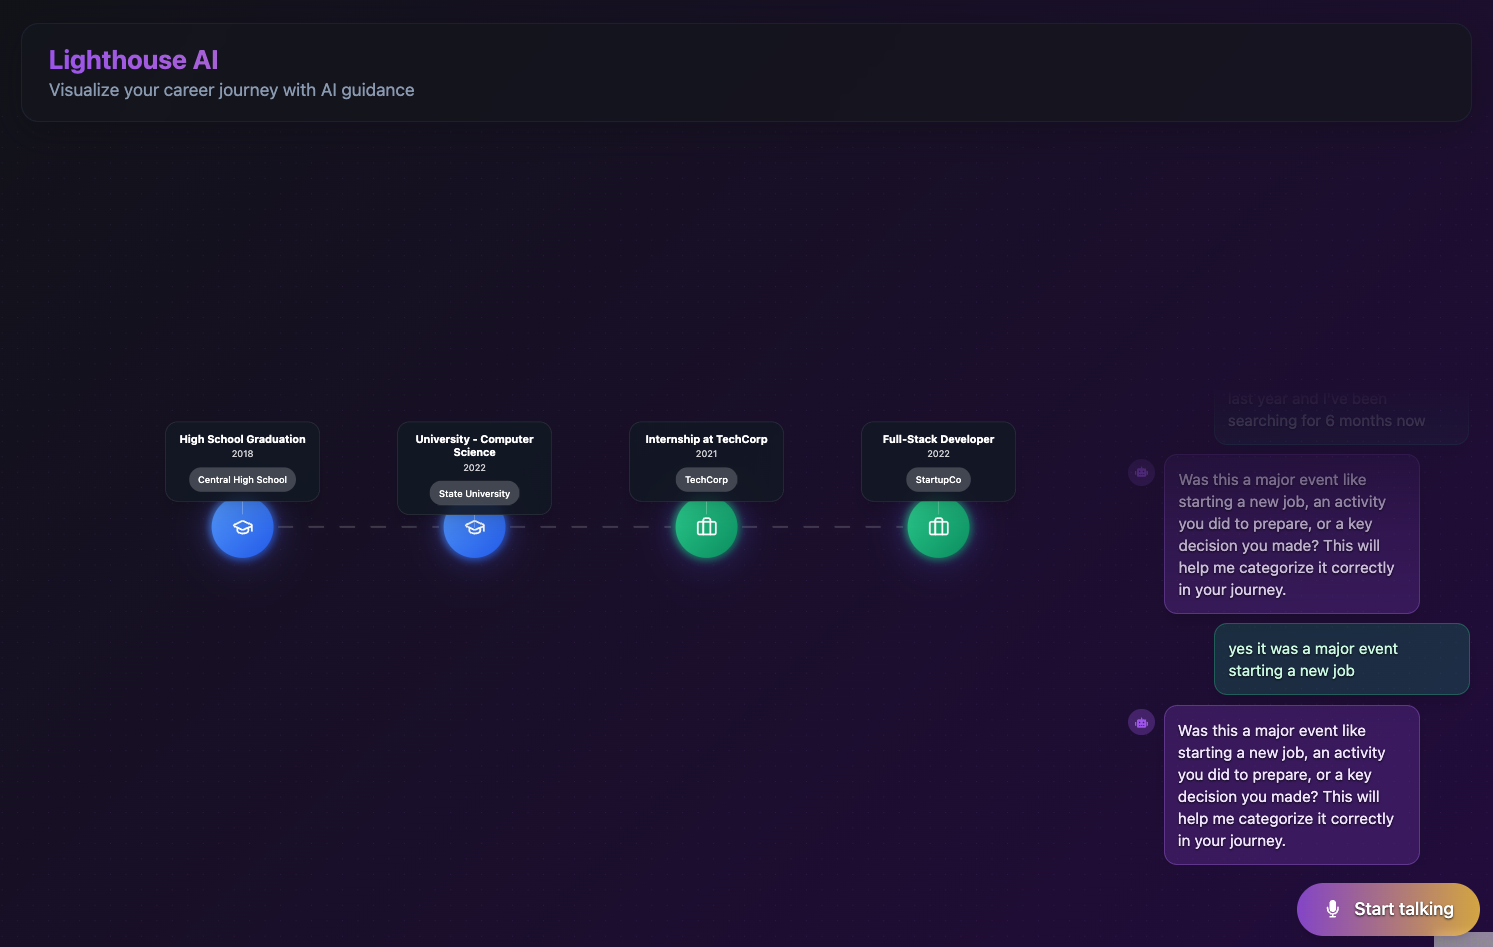 Lighthouse AI
Visualize your career journey with AI guidance
High School Graduation
2018
Central High School
University - Computer
Science
2022
State University
Internship at TechCorp
2021
TechCorp
Full-Stack Developer
2022
StartupCo
last year and I've been
searching for 6 months now
Was this a major event like
starting a new job, an activity
you did to prepare, or a key
decision you made? This will
help me categorize it correctly
in your journey.
yes it was a major event
starting a new job
Was this a major event like
starting a new job, an activity
you did to prepare, or a key
decision you made? This will
help me categorize it correctly
in your journey.
Start talking